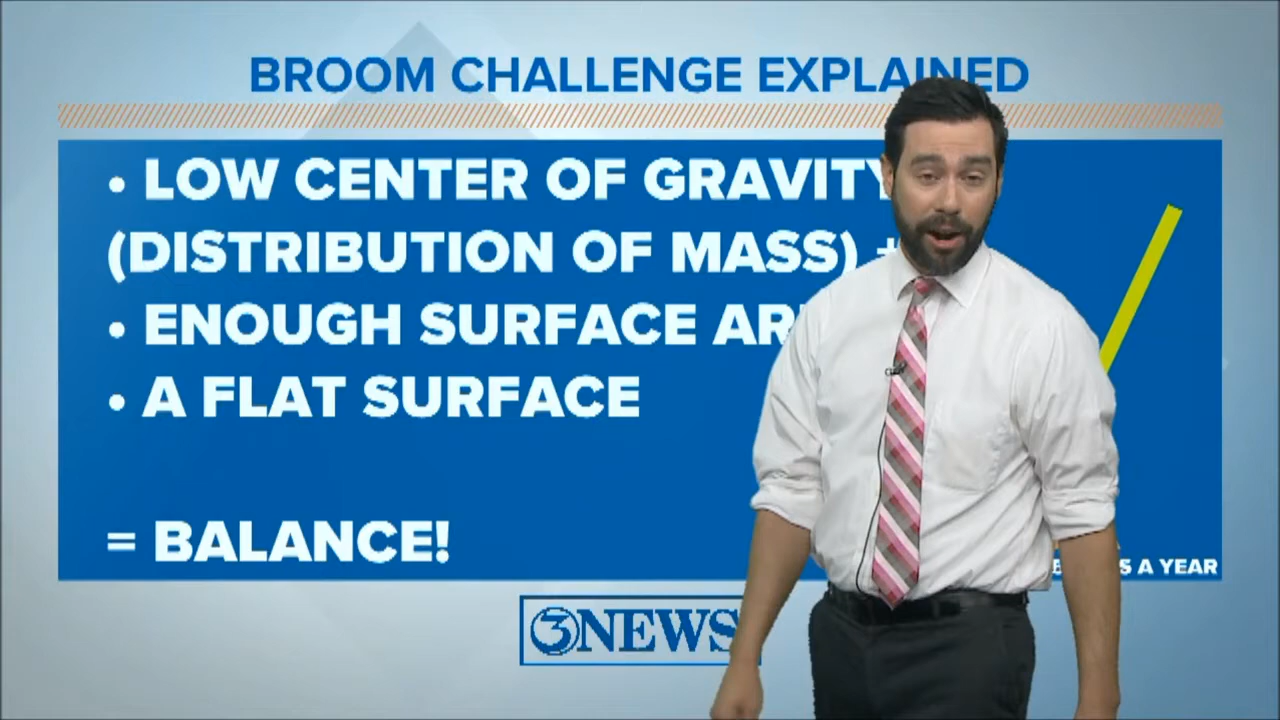 BROOM CHALLENGE EXPLAINED
• LOW CENTER OF GRAVITY
(DISTRIBUTION OF MASS) +
• ENOUGH SURFACE
• A FLAT SURFACE
= BALANCE!
S A YEAR
3NEWS